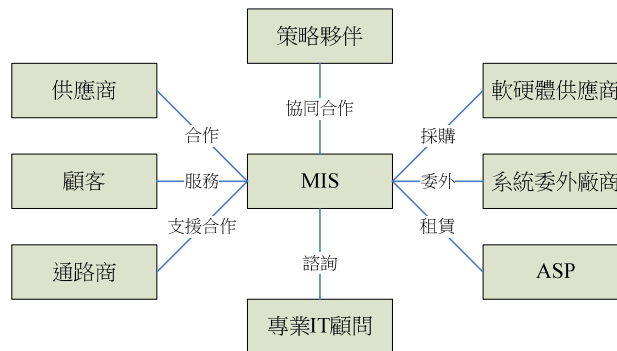 策略夥伴
供應商
軟硬體供應商
協同合作
合作
採購
顧客
服務
MIS
委外
系統委外廠商
支援合作
租賃
通路商
諮詢
ASP
專業IT顧問